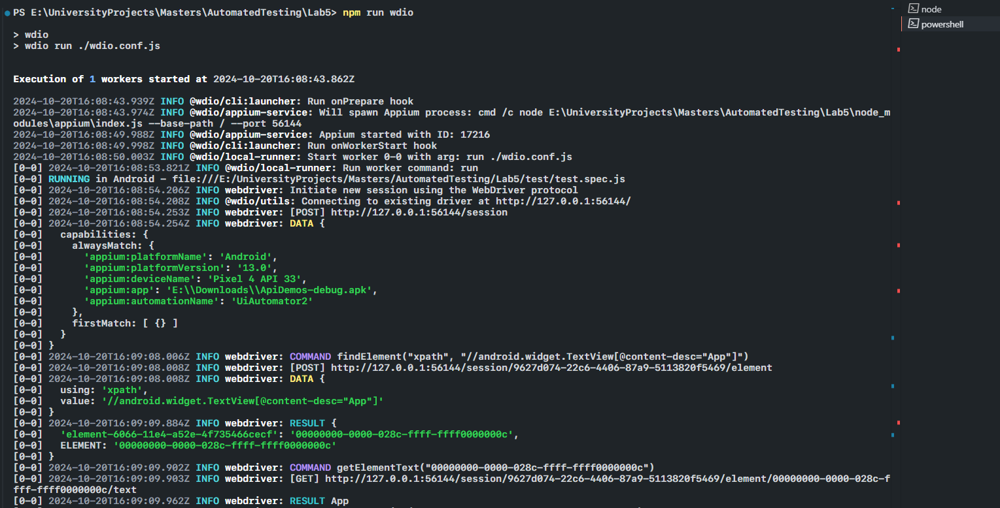 PS E:\UniversityProjects\Masters\AutomatedTesting\Lab5> npm run wdio
> wdio
> wdio run ./wdio.conf.js
Execution of 1 workers started at 2024-10-20T16:08:43.862Z
2024-10-20T16:08:43.939Z INFO @wdio/cli:launcher: Run onPrepare hook
2024-10-20T16:08:43.974Z INFO @wdio/appium-service: Will spawn Appium process: cmd /c node E:\UniversityProjects\Masters\AutomatedTesting\Lab5\node_m
odules\appium\index.js --base-path / --port 56144
2024-10-20T16:08:49.988Z INFO @wdio/appium-service: Appium started with ID: 17216
2024-10-20T16:08:49.998Z INFO @wdio/cli:launcher: Run onWorkerStart hook
2024-10-20T16:08:50.003Z INFO @wdio/local-runner: Start worker 0-0 with arg: run ./wdio.conf.js
[0-0] 2024-10-20T16:08:53.821Z INFO @wdio/local-runner: Run worker command: run
[0-0] RUNNING in Android - file:///E:/UniversityProjects/Masters/AutomatedTesting/Lab5/test/test.spec.js
[0-0] 2024-10-20T16:08:54.206Z INFO webdriver: Initiate new session using the WebDriver protocol
[0-0] 2024-10-20T16:08:54.208Z INFO @wdio/utils: Connecting to existing driver at http://127.0.0.1:56144/
[0-0] 2024-10-20T16:08:54.253Z INFO webdriver: [POST] http://127.0.0.1:56144/session
[0-0] 2024-10-20T16:08:54.254Z INFO webdriver: DATA {
[0-0]   capabilities: {
[0-0]     alwaysMatch: {
[0-0]       'appium:platformName': 'Android',
[0-0]       'appium:platformVersion': '13.0',
[0-0]       'appium:deviceName': 'Pixel 4 API 33',
[0-0]       'appium:app': 'E:\\Downloads\\ApiDemos-debug.apk',
[0-0]       'appium:automationName': 'UiAutomator2'
[0-0]     },
[0-0]     firstMatch: [ {} ]
[0-0]   }
[0-0] }
[0-0] 2024-10-20T16:09:08.006Z INFO webdriver: COMMAND findElement("xpath", "//android.widget.TextView[@content-desc="App"]")
[0-0] 2024-10-20T16:09:08.008Z INFO webdriver: [POST] http://127.0.0.1:56144/session/9627d074-22c6-4406-87a9-5113820f5469/element
[0-0] 2024-10-20T16:09:08.008Z INFO webdriver: DATA {
[0-0]   using: 'xpath',
[0-0]   value: '//android.widget.TextView[@content-desc="App"]'
[0-0] }
[0-0] 2024-10-20T16:09:09.884Z INFO webdriver: RESULT {
[0-0]   'element-6066-11e4-a52e-4f735466cecf': '00000000-0000-028c-ffff-ffff0000000c',
[0-0]   ELEMENT: '00000000-0000-028c-ffff-ffff0000000c'
[0-0] }
[0-0] 2024-10-20T16:09:09.902Z INFO webdriver: COMMAND getElementText("00000000-0000-028c-ffff-ffff0000000c")
[0-0] 2024-10-20T16:09:09.903Z INFO webdriver: [GET] http://127.0.0.1:56144/session/9627d074-22c6-4406-87a9-5113820f5469/element/00000000-0000-028c-f
fff-ffff0000000c/text
[0-0] 2024-10-20T16:09:09.962Z INFO webdriver: RESULT App
node
powershell